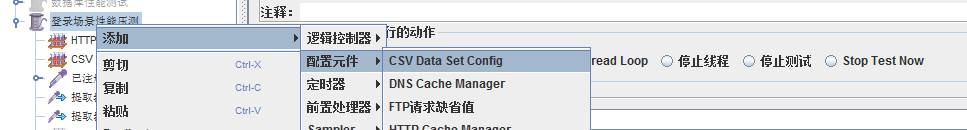 数据库性能测试
注释:
登录场景性能压测
HTTP 添加 逻辑控制器 行的动作
CSV 剪切 Ctrl-X 配置元件 CSV Data Set Config read Loop 停止线程 停止测试 Stop Test Now
已注 复制 Ctrl-C 定时器 DNS Cache Manager
提取 粘贴 Ctrl-V 前置处理器 FTP请求缺省值
提取 Sampler HTTP Cache Manager